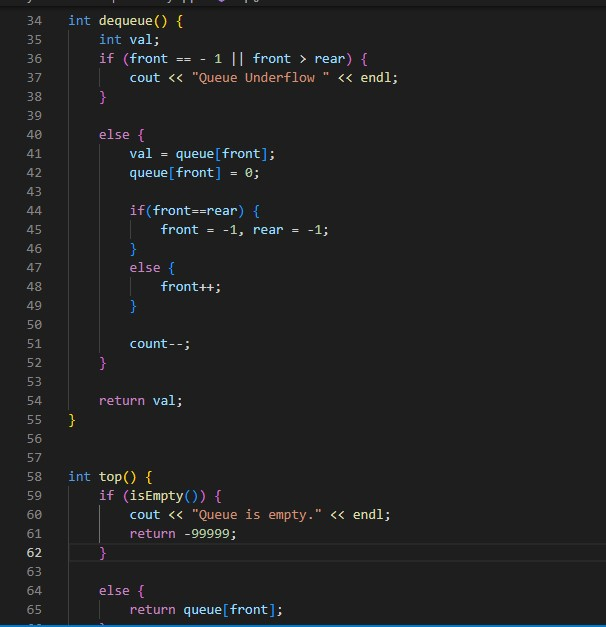 34 int dequeue() {
35     int val;
36     if (front == - 1 || front > rear) {
37         cout << "Queue Underflow " << endl;
38     }
39
40     else {
41         val = queue[front];
42         queue[front] = 0;
43
44         if(front==rear) {
45             front = -1, rear = -1;
46         }
47         else {
48             front++;
49         }
50
51         count--;
52     }
53
54     return val;
55 }
56
57
58 int top() {
59     if (isEmpty()) {
60         cout << "Queue is empty." << endl;
61         return -99999;
62     }
63
64     else {
65         return queue[front];